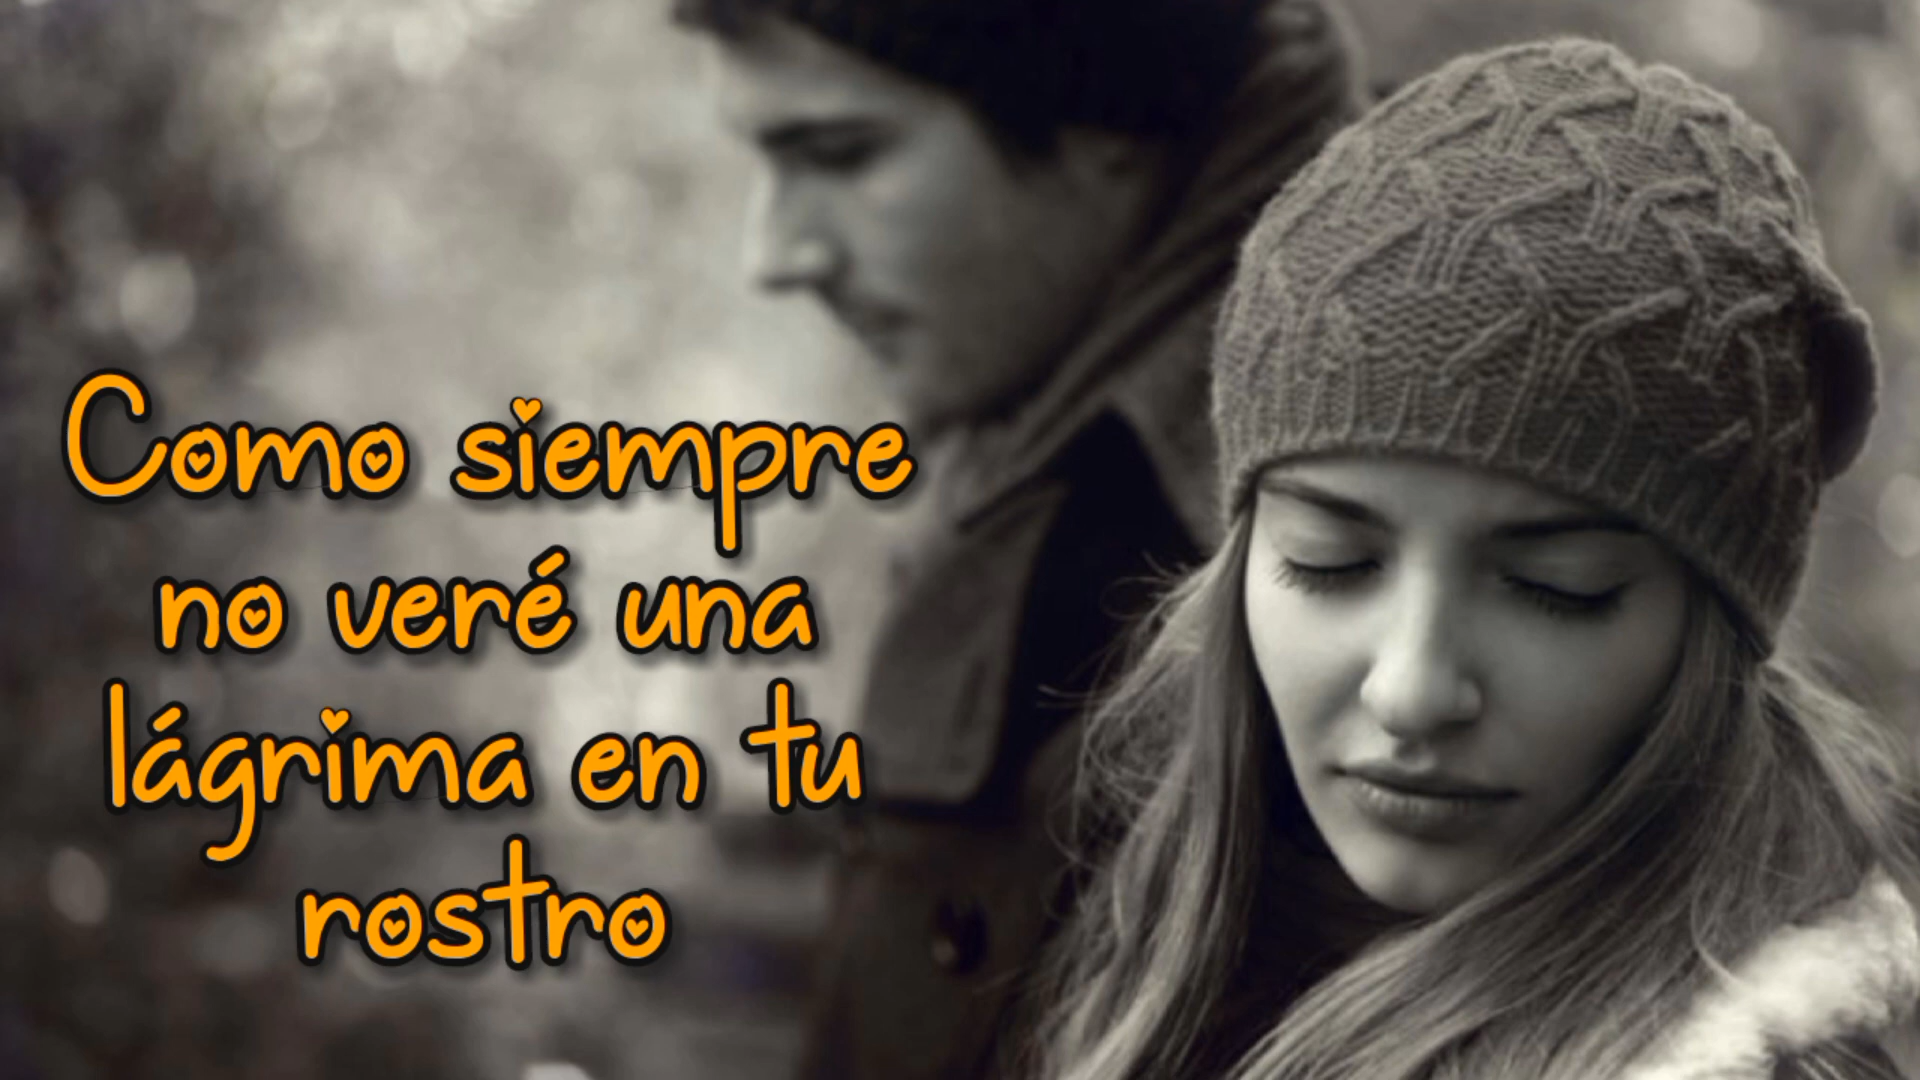 Como siempre
no veré una
lágrima en tu
rostro